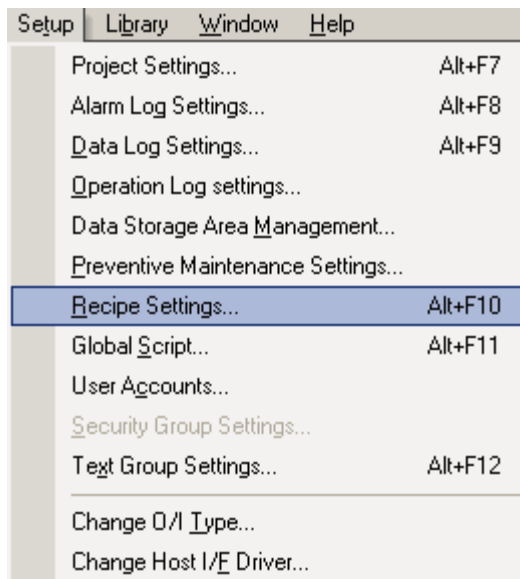 Setup Library Window Help
Project Settings... Alt+F7
Alarm Log Settings... Alt+F8
Data Log Settings... Alt+F9
Operation Log settings...
Data Storage Area Management...
Preventive Maintenance Settings...
Recipe Settings... Alt+F10
Global Script... Alt+F11
User Accounts...
Security Group Settings...
Text Group Settings... Alt+F12
Change O/I Type...
Change Host I/F Driver...